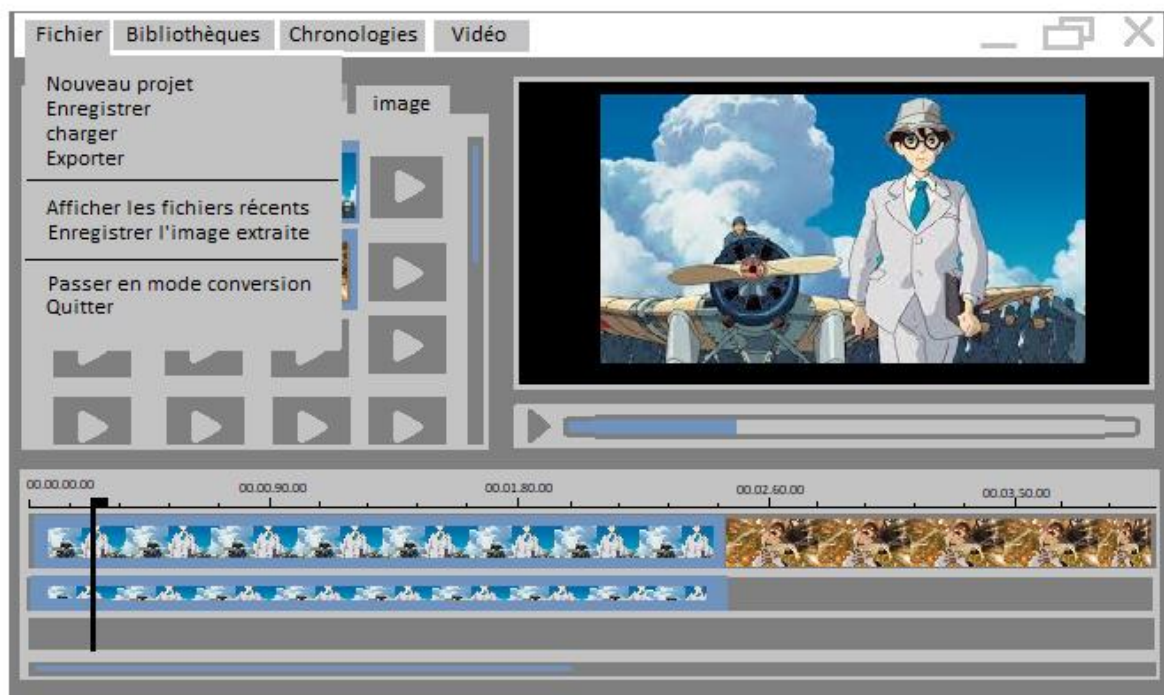 Fichier Bibliothèques Chronologies Vidéo
Nouveau projet
Enregistrer
charger
Exporter
Afficher les fichiers récents
Enregistrer l'image extraite
Passer en mode conversion
Quitter
image
00.00.00.00 00.00.90.00 00.01.80.00 00.02.60.00 00.03.50.00